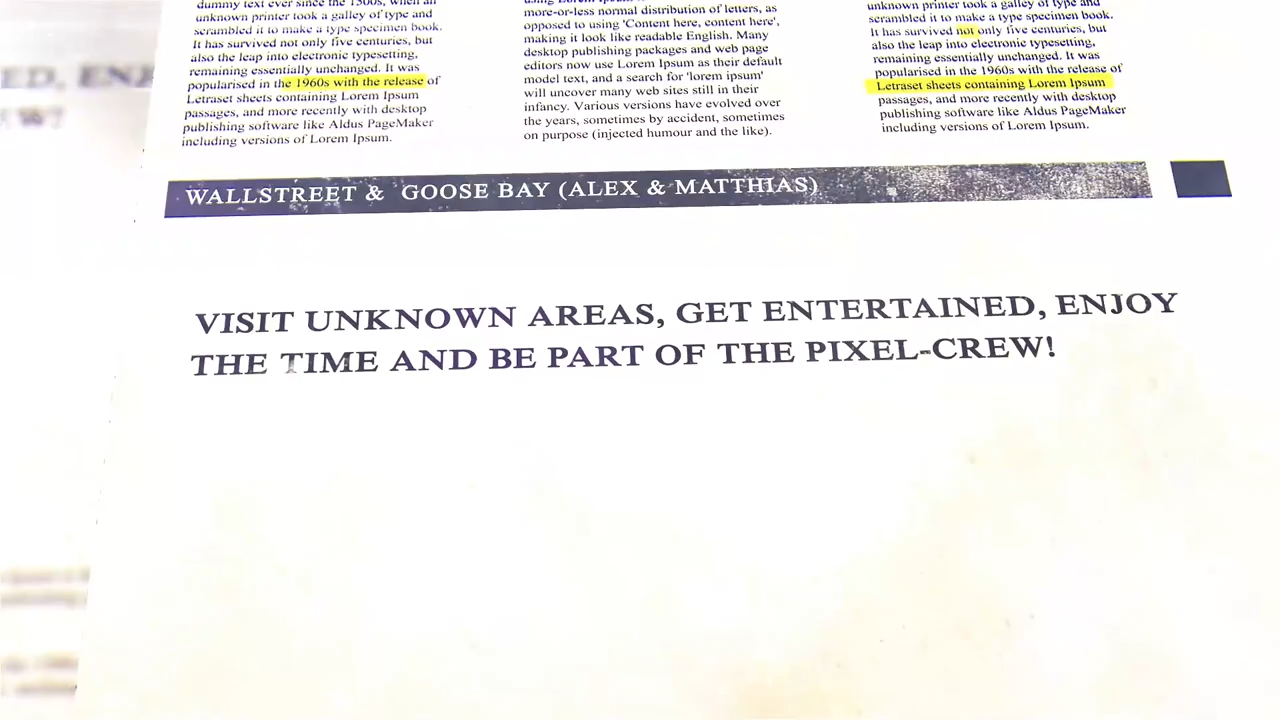 dummy text ever since the 1500s, when an
unknown printer took a galley of type and
scrambled it to make a type specimen book.
It has survived not only five centuries, but
also the leap into electronic typesetting,
remaining essentially unchanged. It was
popularised in the 1960s with the release of
Letraset sheets containing Lorem Ipsum
passages, and more recently with desktop
publishing software like Aldus PageMaker
including versions of Lorem Ipsum.
more-or-less normal distribution of letters, as
opposed to using 'Content here, content here',
making it look like readable English. Many
desktop publishing packages and web page
editors now use Lorem Ipsum as their default
model text, and a search for 'lorem ipsum'
will uncover many web sites still in their
infancy. Various versions have evolved over
the years, sometimes by accident, sometimes
on purpose (injected humour and the like).
unknown printer took a galley of type and
scrambled it to make a type specimen book.
It has survived not only five centuries, but
also the leap into electronic typesetting,
remaining essentially unchanged. It was
popularised in the 1960s with the release of
Letraset sheets containing Lorem Ipsum
passages, and more recently with desktop
publishing software like Aldus PageMaker
including versions of Lorem Ipsum.
WALLSTREET & GOOSE BAY (ALEX & MATTHIAS)
VISIT UNKNOWN AREAS, GET ENTERTAINED, ENJOY
THE TIME AND BE PART OF THE PIXEL-CREW!